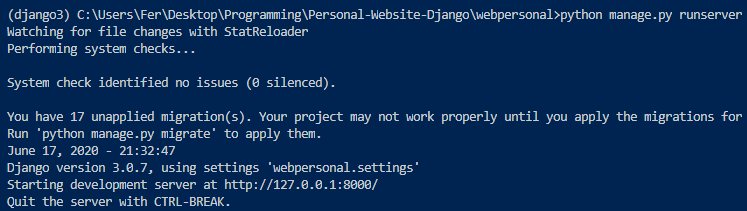 (django3) C:\Users\Fer\Desktop\Programming\Personal-Website-Django\webpersonal>python manage.py runserver
Watching for file changes with StatReloader
Performing system checks...
System check identified no issues (0 silenced).
You have 17 unapplied migration(s). Your project may not work properly until you apply the migrations for
Run 'python manage.py migrate' to apply them.
June 17, 2020 - 21:32:47
Django version 3.0.7, using settings 'webpersonal.settings'
Starting development server at http://127.0.0.1:8000/
Quit the server with CTRL-BREAK.